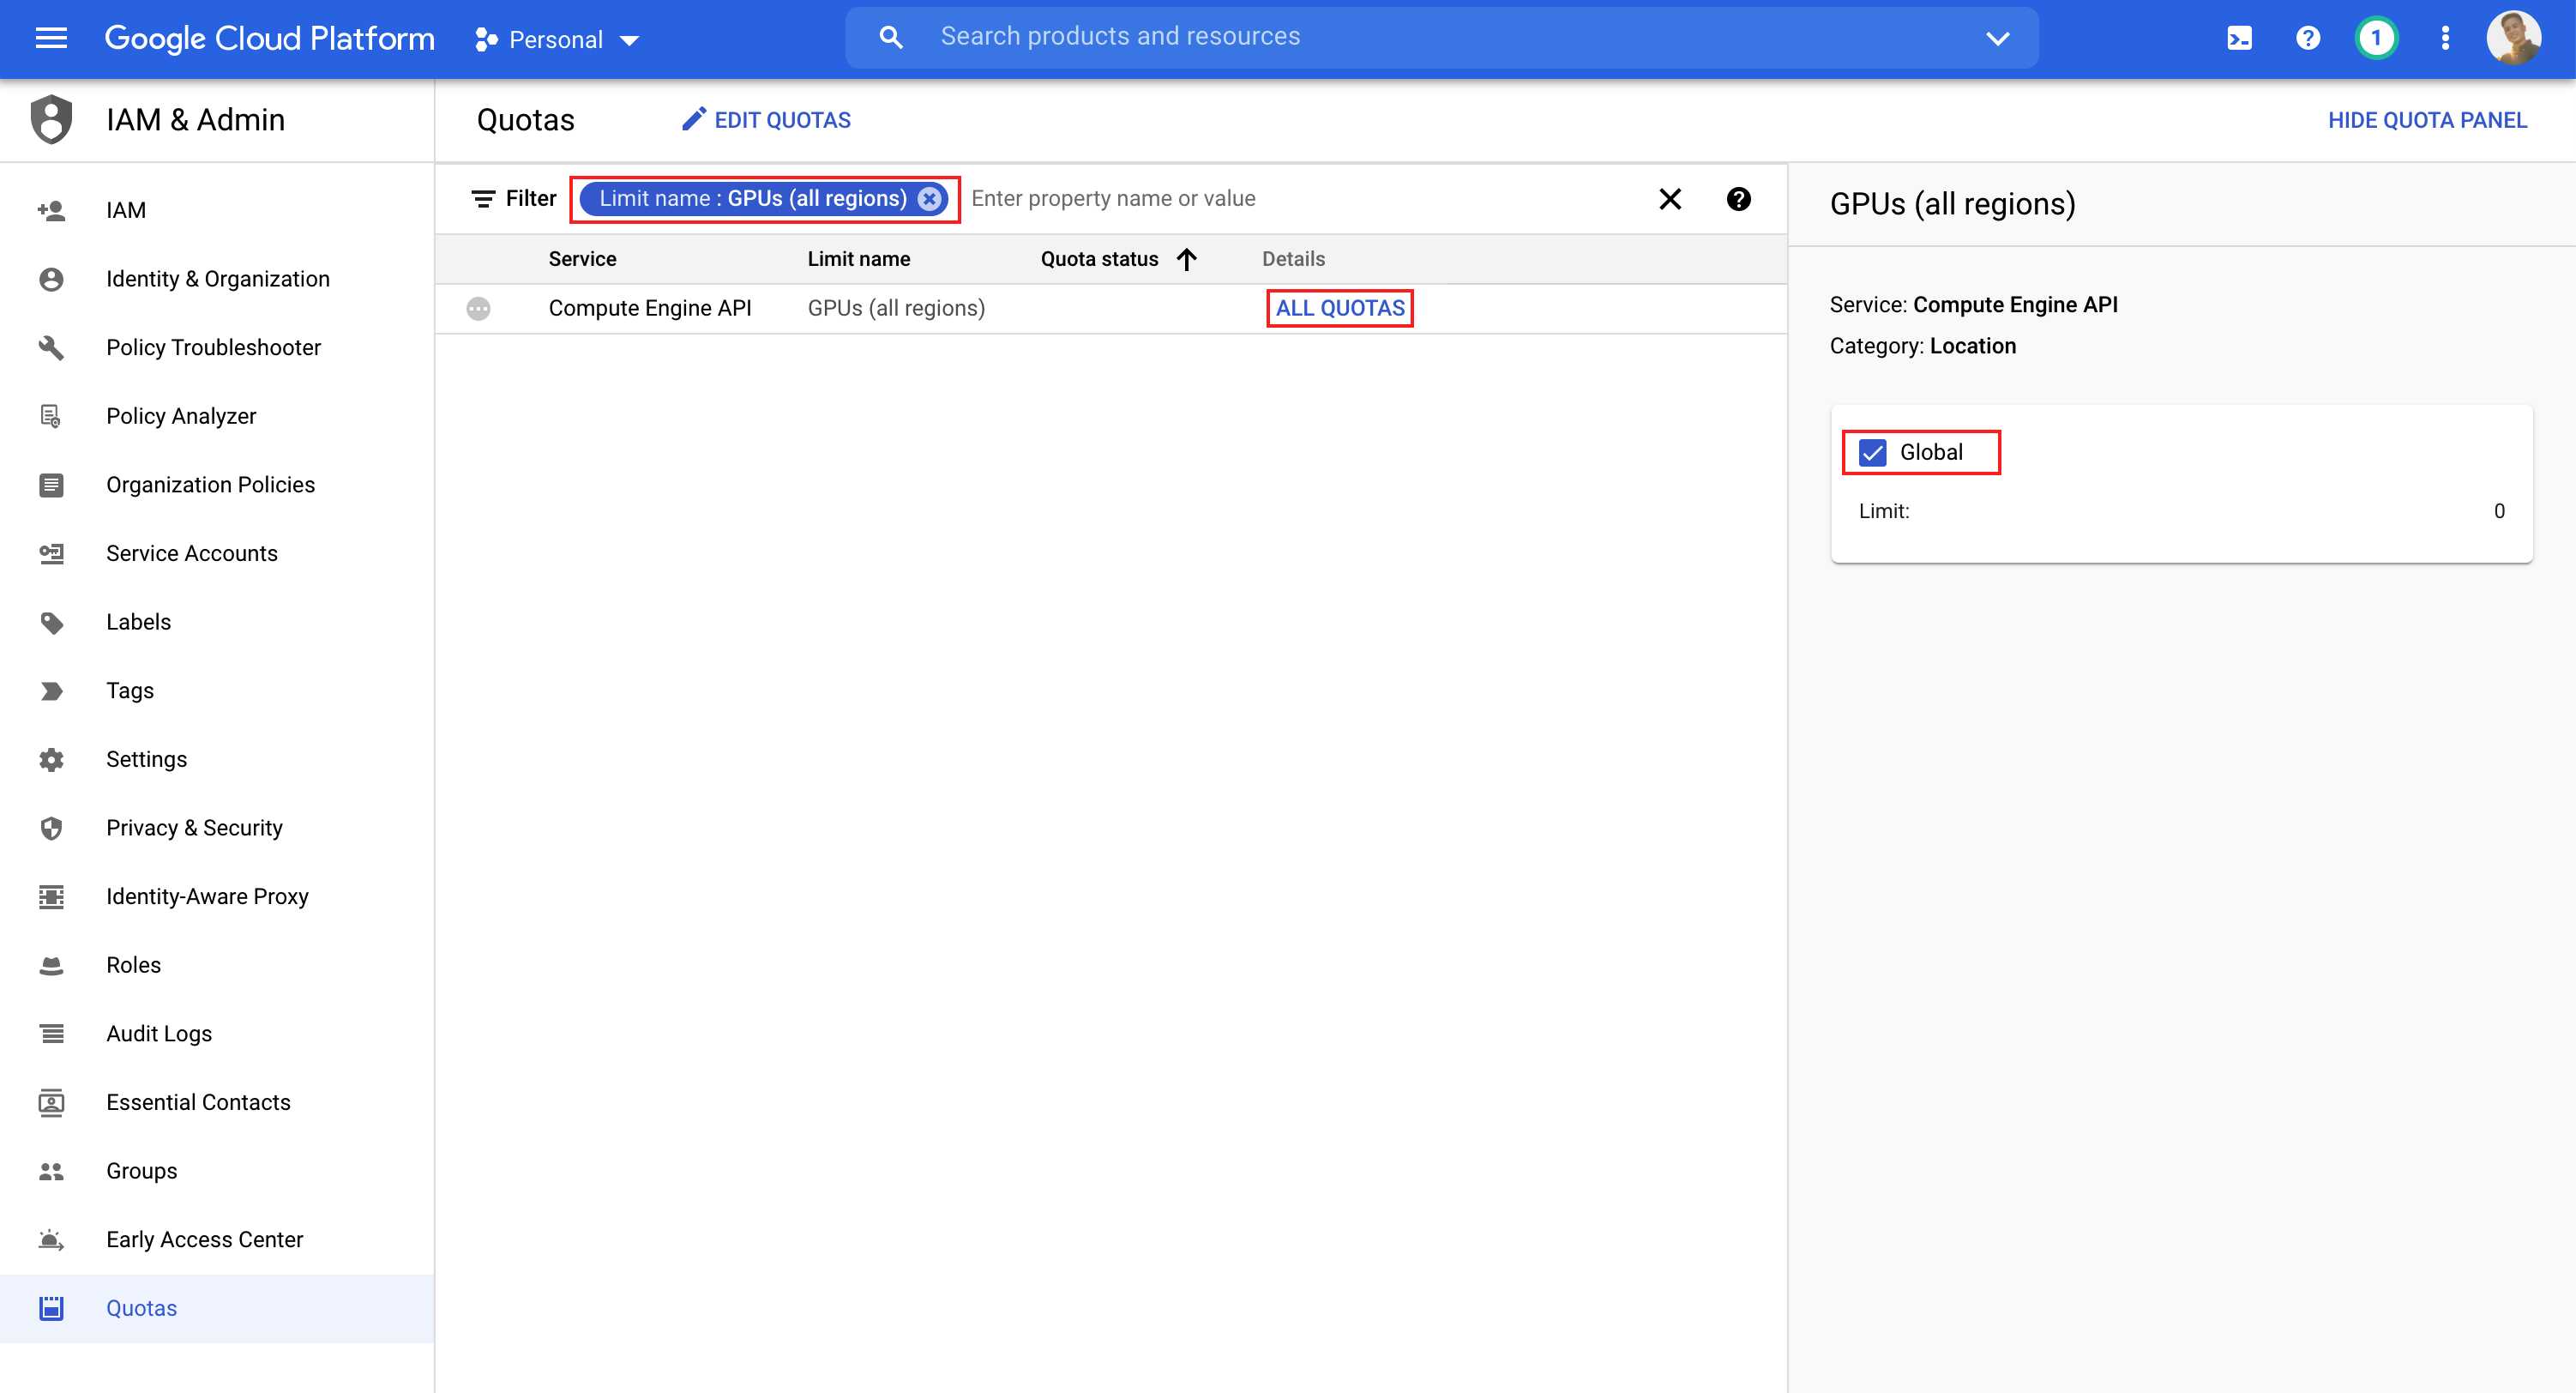 Google Cloud Platform
Personal
Search products and resources
1
IAM & Admin
Quotas
EDIT QUOTAS
HIDE QUOTA PANEL
IAM
Identity & Organization
Policy Troubleshooter
Policy Analyzer
Organization Policies
Service Accounts
Labels
Tags
Settings
Privacy & Security
Identity-Aware Proxy
Roles
Audit Logs
Essential Contacts
Groups
Early Access Center
Quotas
Filter Limit name : GPUs (all regions) Enter property name or value
Service Limit name Quota status Details
Compute Engine API GPUs (all regions) ALL QUOTAS
GPUs (all regions)
Service: Compute Engine API
Category: Location
Global
Limit: 0